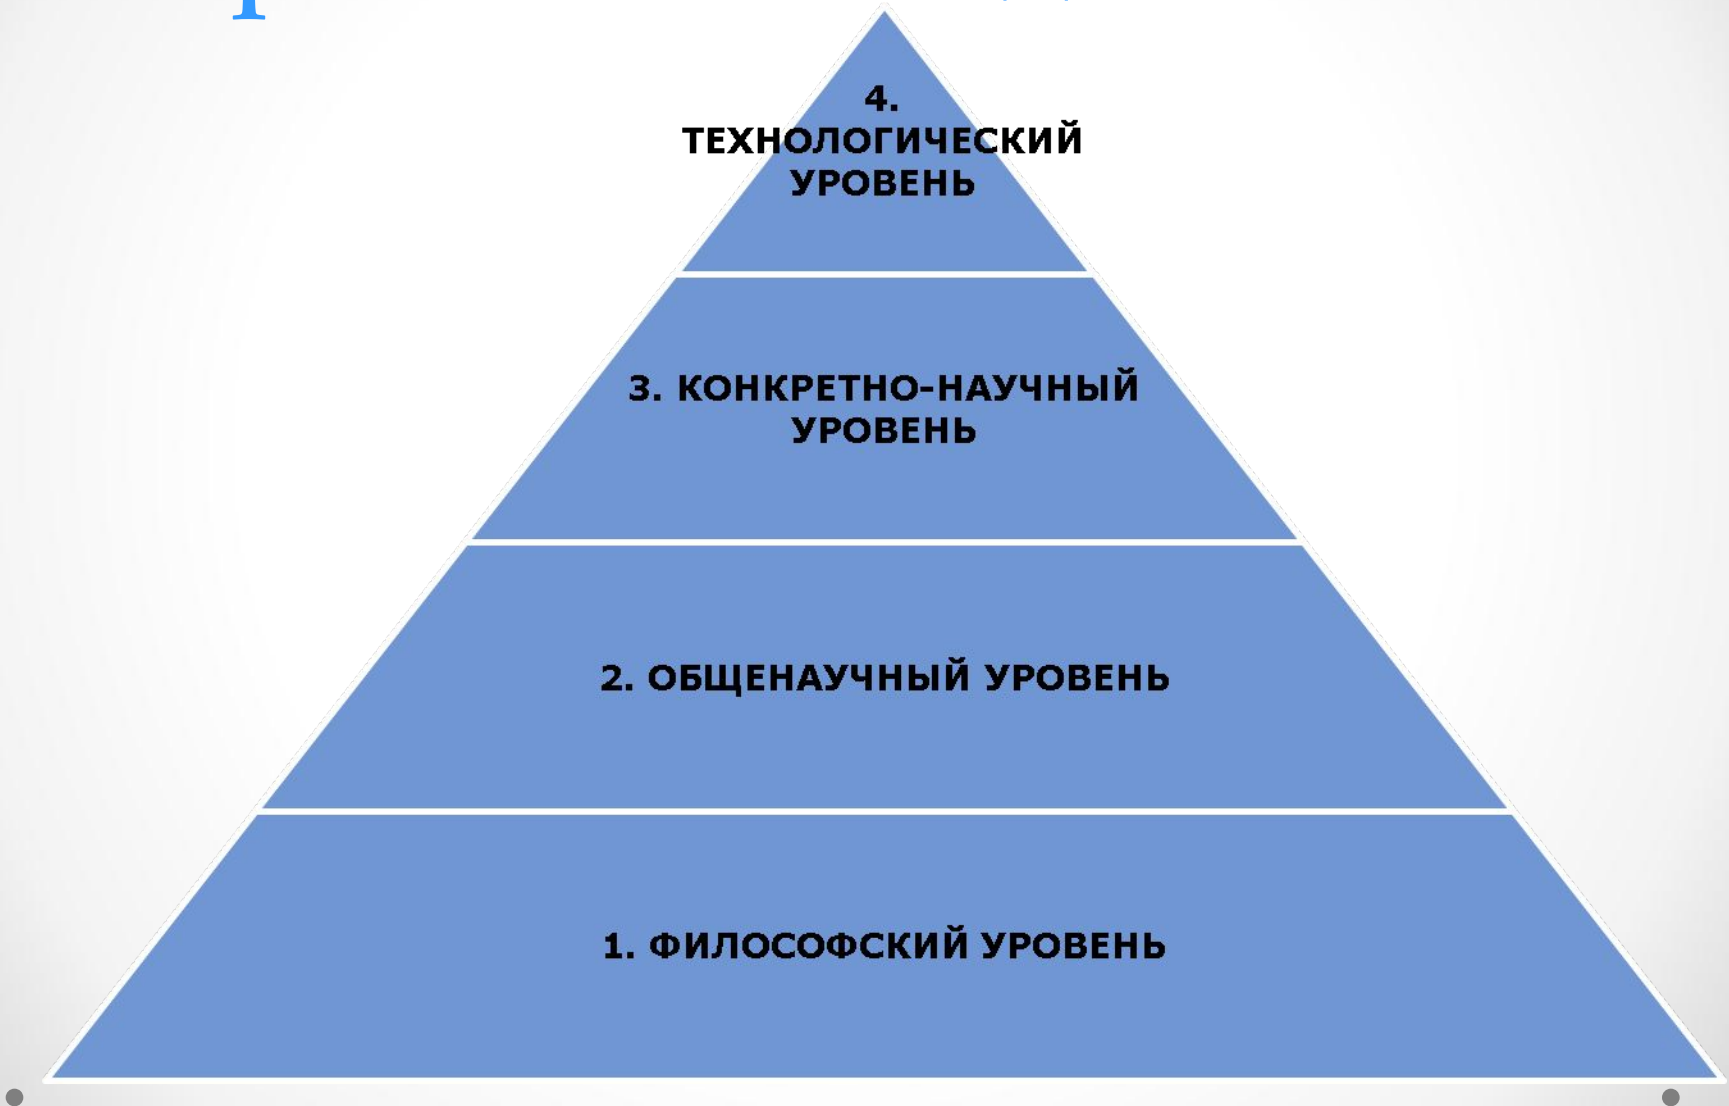 4.
ТЕХНОЛОГИЧЕСКИЙ
УРОВЕНЬ
3. КОНКРЕТНО-НАУЧНЫЙ
УРОВЕНЬ
2. ОБЩЕНАУЧНЫЙ УРОВЕНЬ
1. ФИЛОСОФСКИЙ УРОВЕНЬ